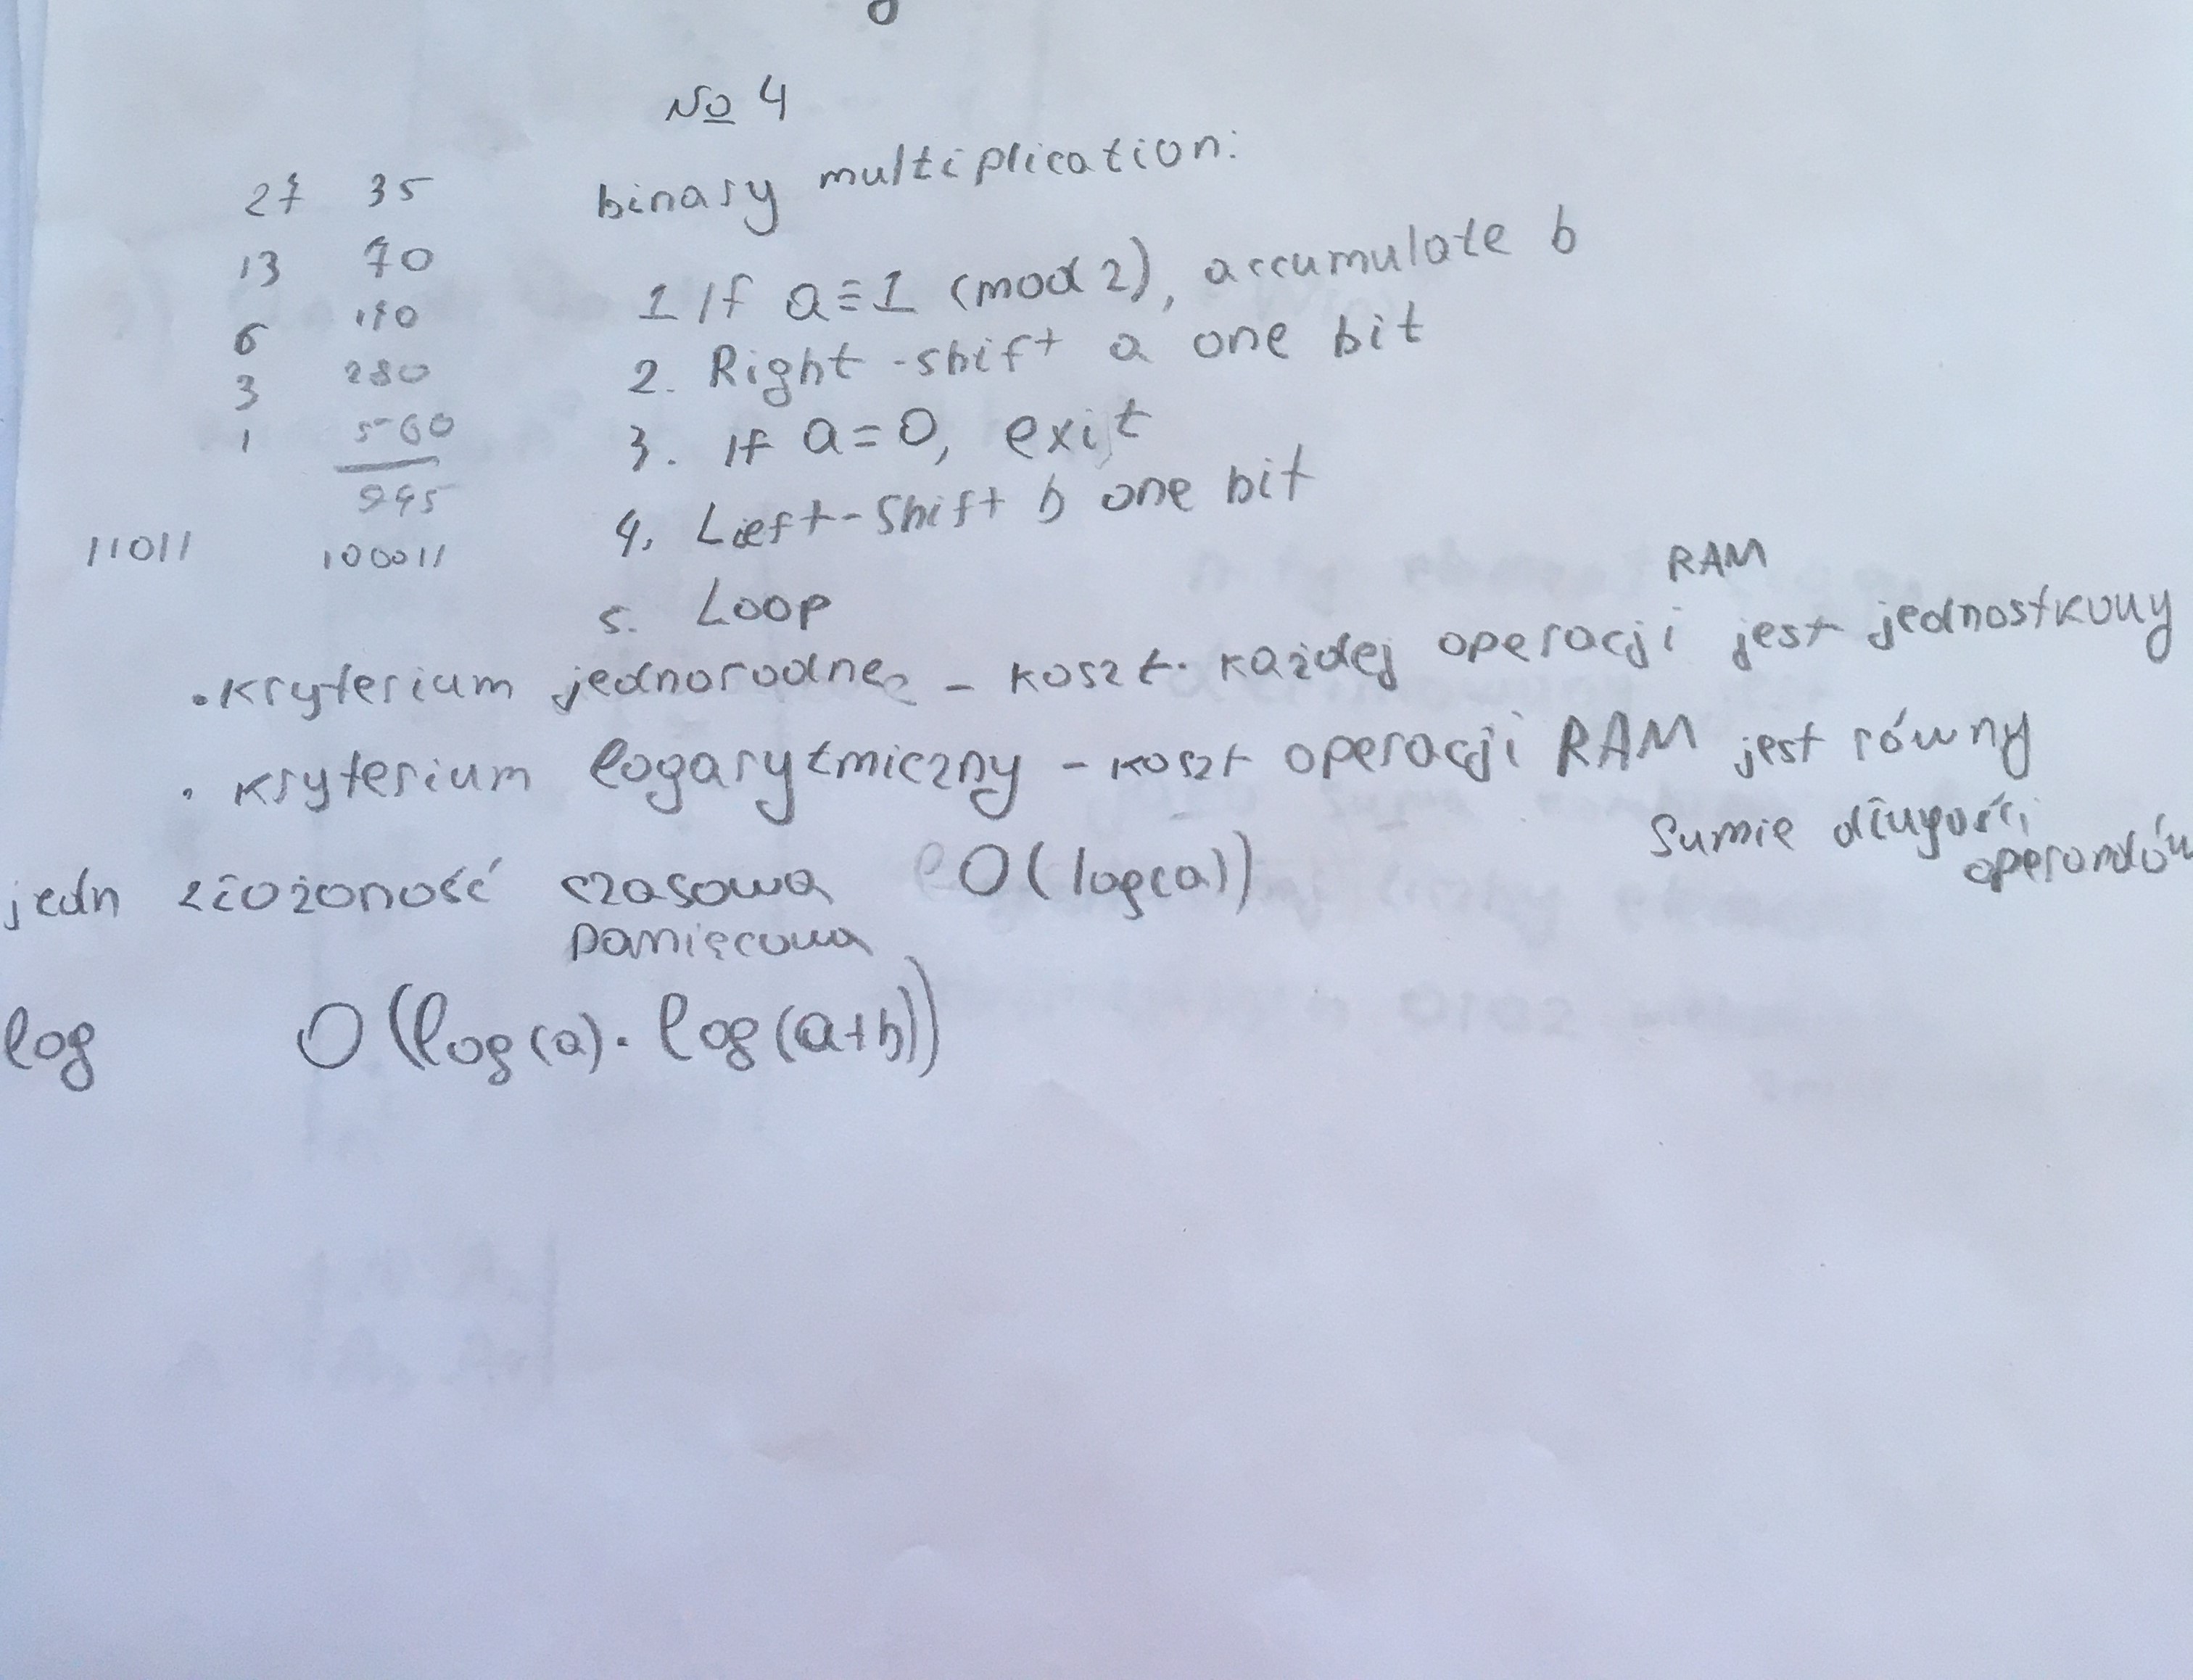 № 4
27 35
13 70
6 140
3 280
1 560
945
11011 100011
binary multiplication:
1 If a≡1 (mod 2), accumulate b
2. Right-shift a one bit
3. If a=0, exit
4. Left-Shift b one bit
5. Loop
RAM
• kryterium jednorodne – koszt każdej operacji jest jednostkowy
• kryterium logarytmiczny – koszt operacji RAM jest równy
Sumie długości
operandów
jedn złożoność czasowa O(log(a))
pamięcowa
log O(log(a)·log(a+b))